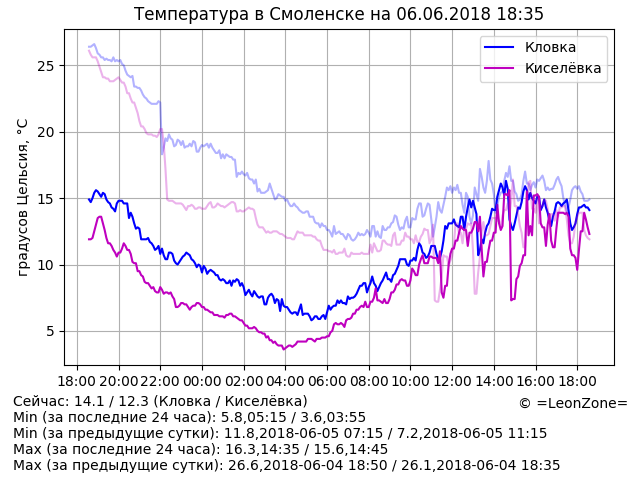 Температура в Смоленске на 06.06.2018 18:35
Кловка
Киселёвка
градусов Цельсия, °C
25
20
15
10
5
18:00 20:00 22:00 00:00 02:00 04:00 06:00 08:00 10:00 12:00 14:00 16:00 18:00
Сейчас: 14.1 / 12.3 (Кловка / Киселёвка)
© =LeonZone=
Min (за последние 24 часа): 5.8,05:15 / 3.6,03:55
Min (за предыдущие сутки): 11.8,2018-06-05 07:15 / 7.2,2018-06-05 11:15
Max (за последние 24 часа): 16.3,14:35 / 15.6,14:45
Max (за предыдущие сутки): 26.6,2018-06-04 18:50 / 26.1,2018-06-04 18:35